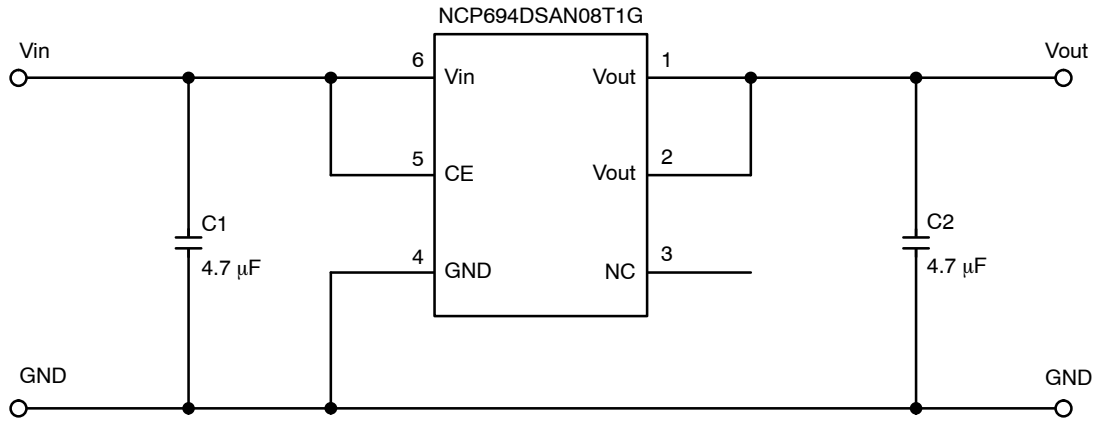 NCP694DSAN08T1G
Vin
Vout
6
Vin
Vout
1
5
CE
Vout
2
C1
4.7 μF
C2
4.7 μF
4
GND
NC
3
GND
GND